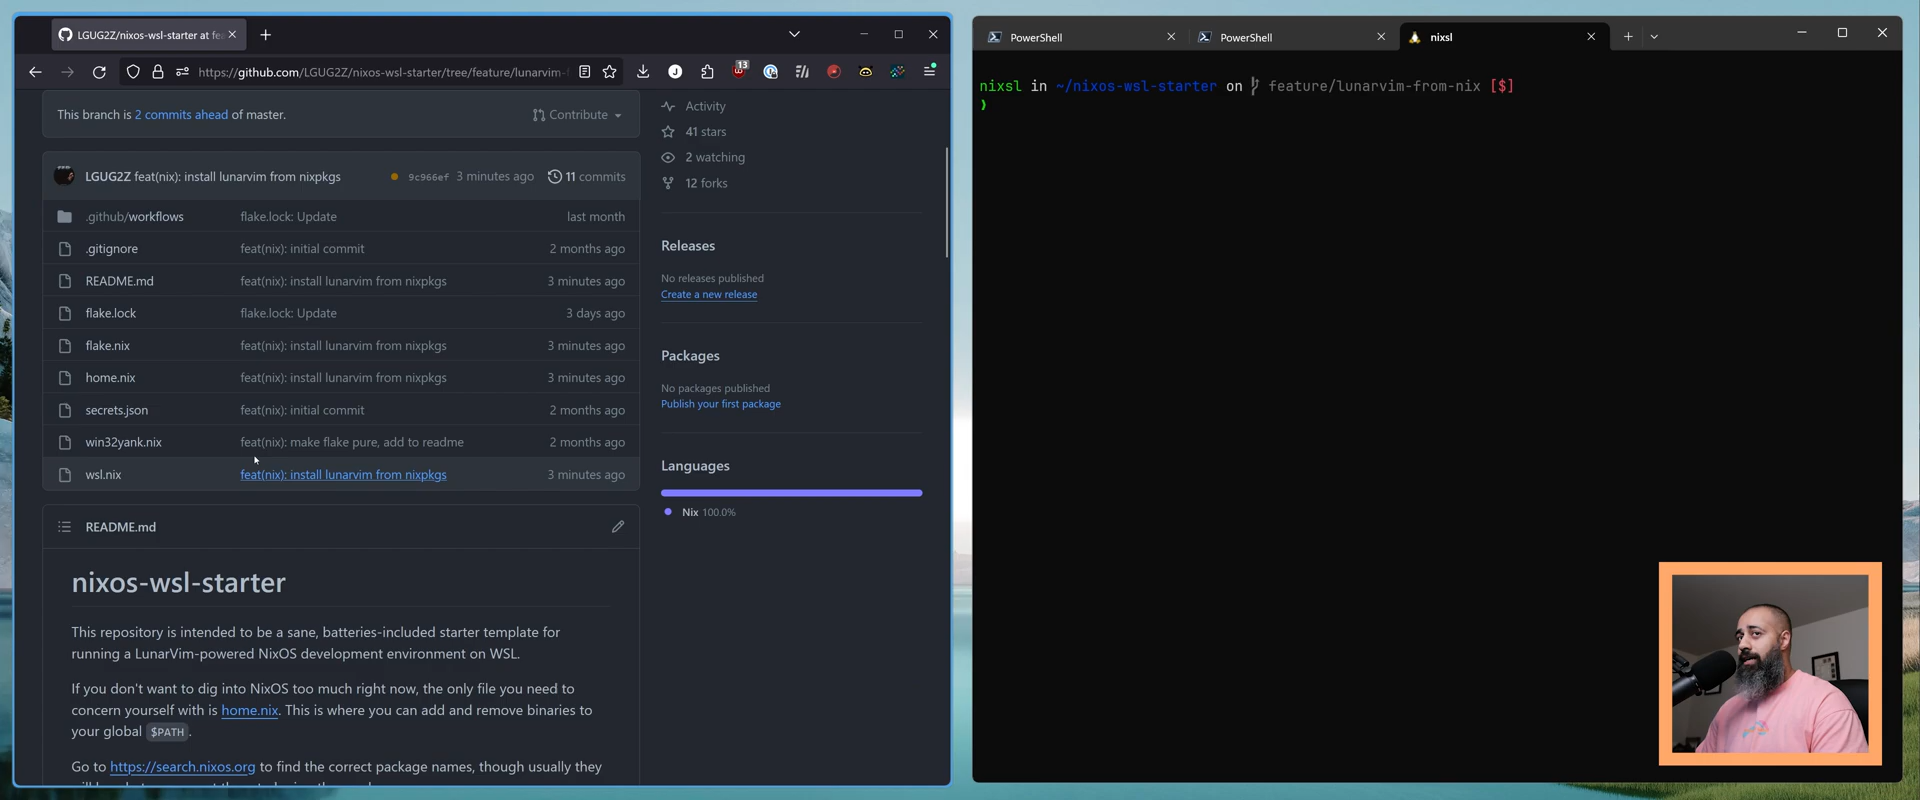 LGUG2Z/nixos-wsl-starter at fe
https://github.com/LGUG2Z/nixos-wsl-starter/tree/feature/lunarvim-f
13
This branch is 2 commits ahead of master.
Contribute
LGUG2Z feat(nix): install lunarvim from nixpkgs
9c966ef 3 minutes ago
11 commits
.github/workflows flake.lock: Update last month
.gitignore feat(nix): initial commit 2 months ago
README.md feat(nix): install lunarvim from nixpkgs 3 minutes ago
flake.lock flake.lock: Update 3 days ago
flake.nix feat(nix): install lunarvim from nixpkgs 3 minutes ago
home.nix feat(nix): install lunarvim from nixpkgs 3 minutes ago
secrets.json feat(nix): initial commit 2 months ago
win32yank.nix feat(nix): make flake pure, add to readme 2 months ago
wsl.nix feat(nix): install lunarvim from nixpkgs 3 minutes ago
README.md
nixos-wsl-starter
This repository is intended to be a sane, batteries-included starter template for
running a LunarVim-powered NixOS development environment on WSL.
If you don't want to dig into NixOS too much right now, the only file you need to
concern yourself with is home.nix. This is where you can add and remove binaries to
your global $PATH.
Go to https://search.nixos.org to find the correct package names, though usually they
Activity
41 stars
2 watching
12 forks
Releases
No releases published
Create a new release
Packages
No packages published
Publish your first package
Languages
Nix 100.0%
PowerShell
PowerShell
nixsl
nixsl in ~/nixos-wsl-starter on feature/lunarvim-from-nix [$]
❯